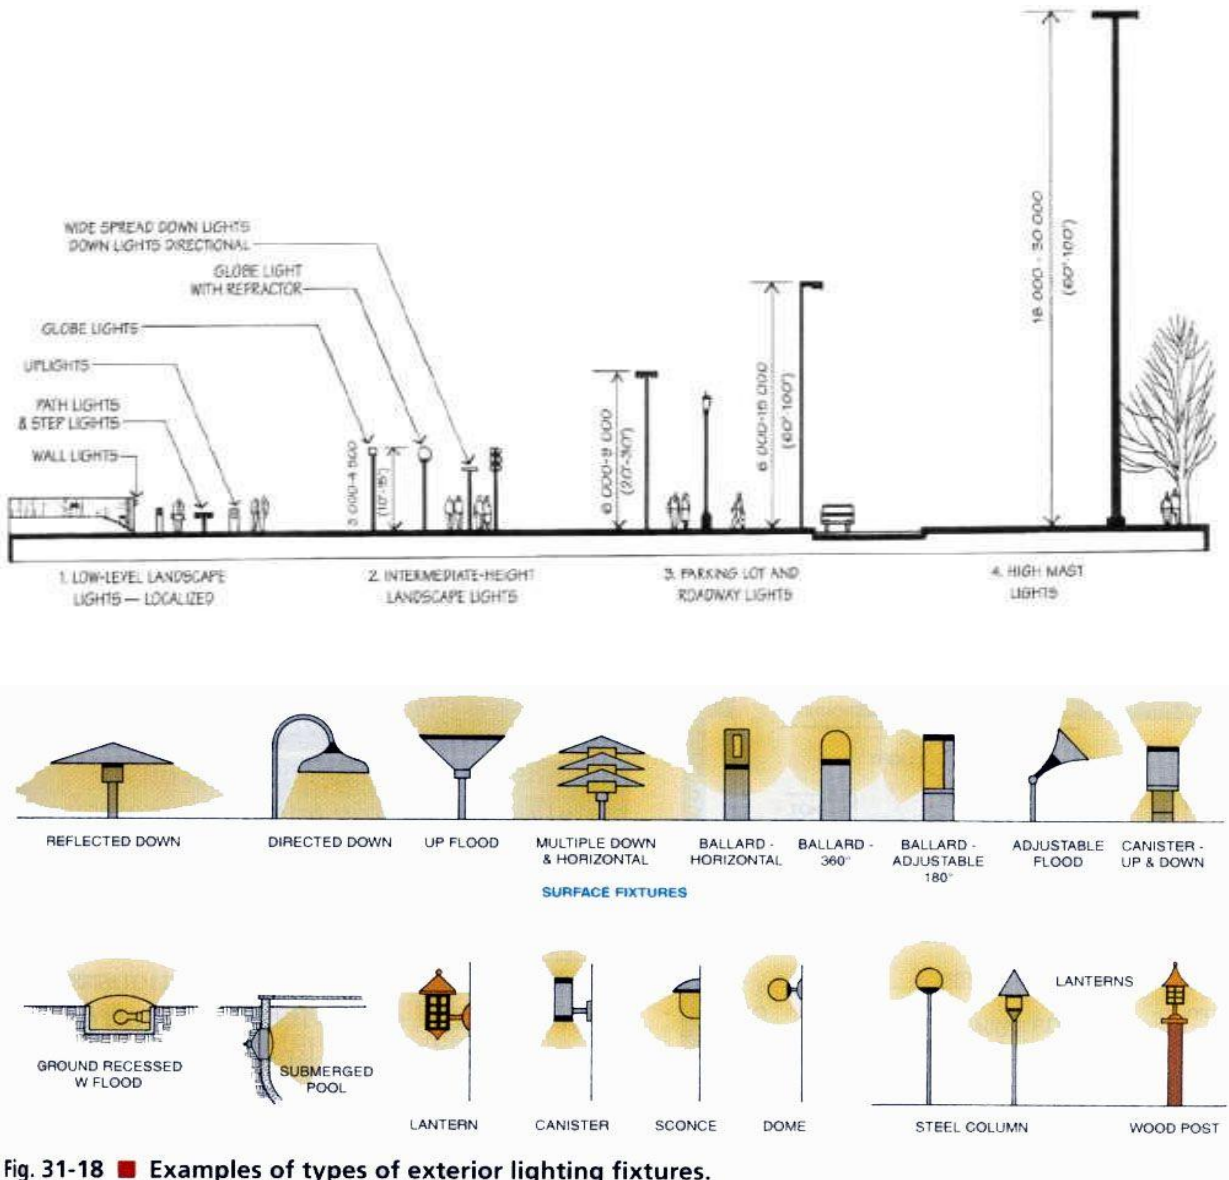 WIDE SPREAD DOWN LIGHTS
DOWN LIGHTS DIRECTIONAL
GLOBE LIGHT
WITH REFRACTOR
GLOBE LIGHTS
UPLIGHTS
PATH LIGHTS
& STEP LIGHTS
WALL LIGHTS
3 000-4 500
(10'-15')
6 000-9 000
(20'-30')
6 000-15 000
(60'-100')
18 000 - 30 000
(60'-100')
1. LOW-LEVEL LANDSCAPE
LIGHTS — LOCALIZED
2. INTERMEDIATE-HEIGHT
LANDSCAPE LIGHTS
3. PARKING LOT AND
ROADWAY LIGHTS
4. HIGH MAST
LIGHTS
REFLECTED DOWN
DIRECTED DOWN
UP FLOOD
MULTIPLE DOWN
& HORIZONTAL
BALLARD -
HORIZONTAL
BALLARD -
360°
BALLARD -
ADJUSTABLE
180°
ADJUSTABLE
FLOOD
CANISTER -
UP & DOWN
SURFACE FIXTURES
GROUND RECESSED
W FLOOD
SUBMERGED
POOL
LANTERN
CANISTER
SCONCE
DOME
LANTERNS
STEEL COLUMN
WOOD POST
Fig. 31-18 ■ Examples of types of exterior lighting fixtures.